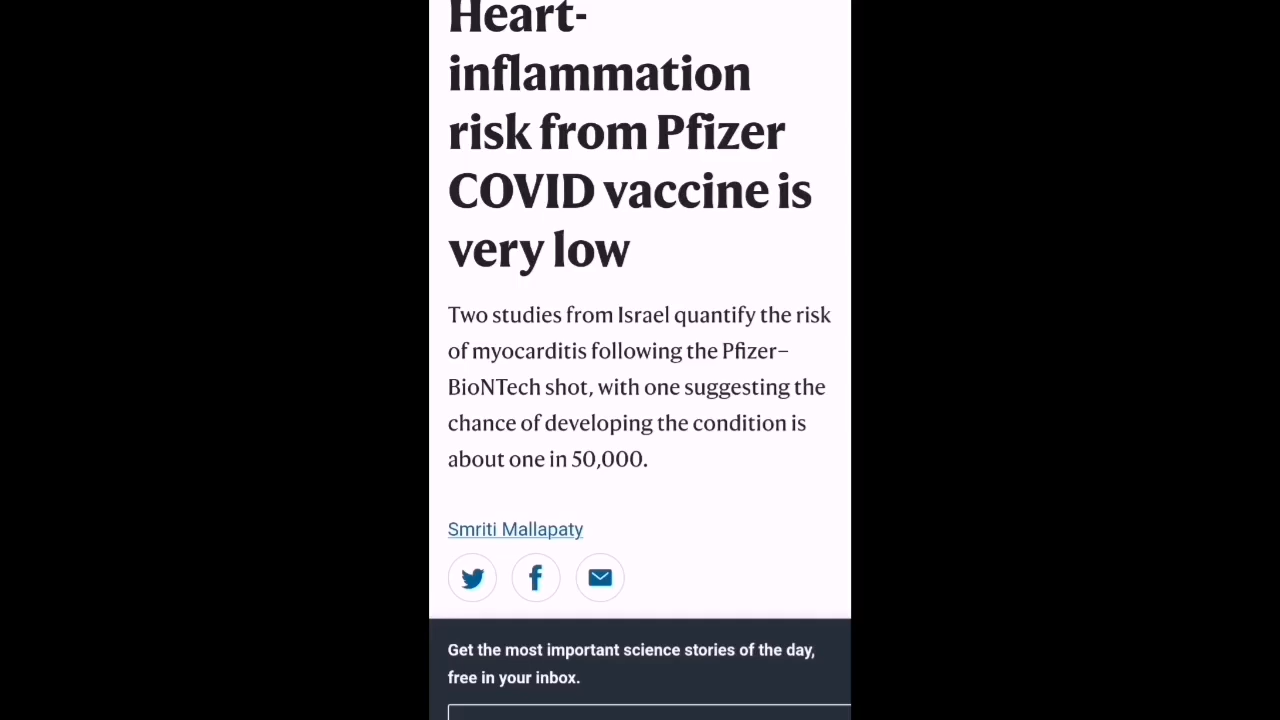 Heart-
inflammation
risk from Pfizer
COVID vaccine is
very low
Two studies from Israel quantify the risk
of myocarditis following the Pfizer–
BioNTech shot, with one suggesting the
chance of developing the condition is
about one in 50,000.
Smriti Mallapaty
Get the most important science stories of the day,
free in your inbox.